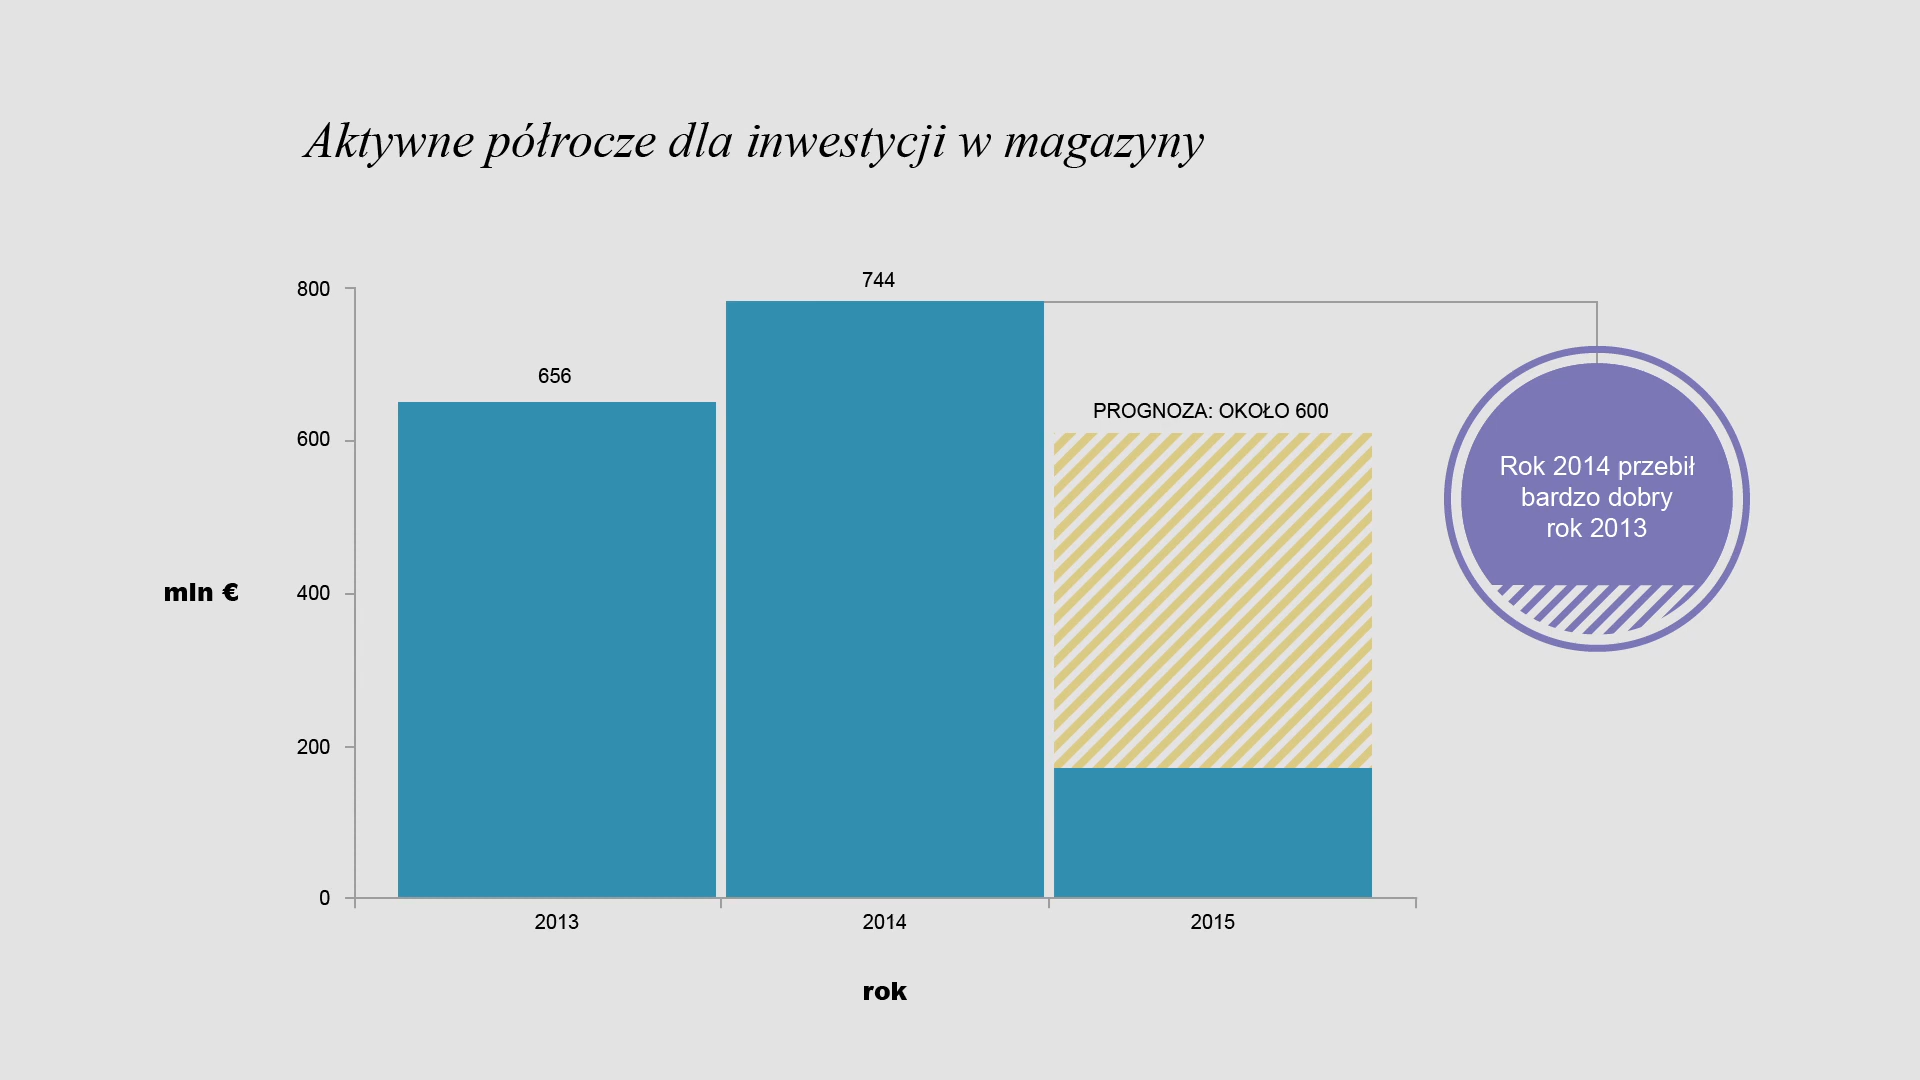 Aktywne półrocze dla inwestycji w magazyny
mln €
800
600
400
200
0
656
744
PROGNOZA: OKOŁO 600
2013
2014
2015
rok
Rok 2014 przebił
bardzo dobry
rok 2013